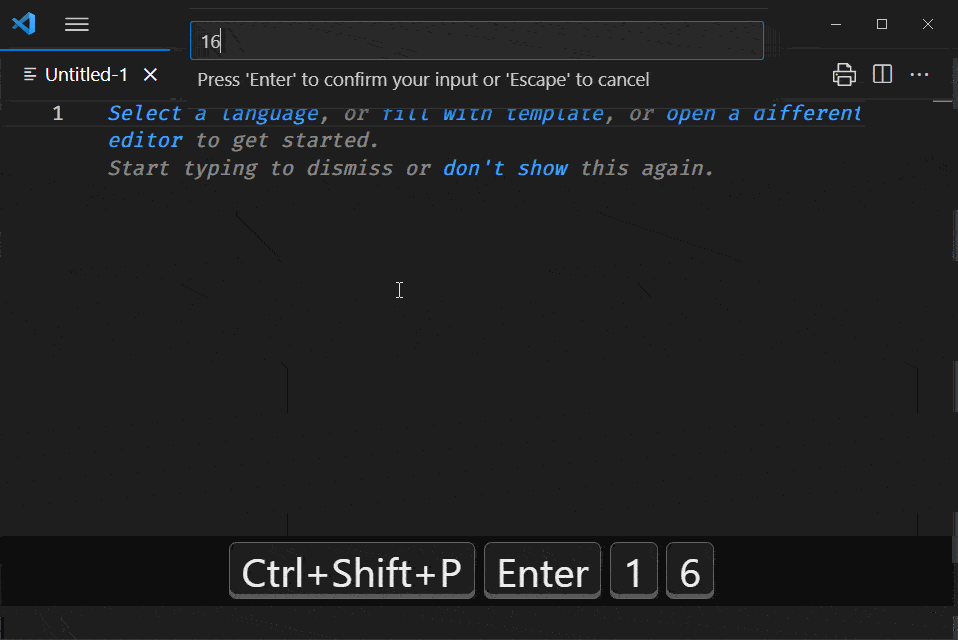 16
Untitled-1
Press 'Enter' to confirm your input or 'Escape' to cancel
1 Select a language, or fill with template, or open a different
editor to get started.
Start typing to dismiss or don't show this again.
Ctrl+Shift+P Enter 1 6